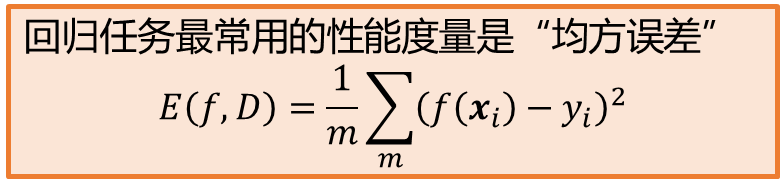 回归任务最常用的性能度量是“均方误差”
E(f, D) = \frac{1}{m} \sum_{m} (f(\boldsymbol{x}_i) − y_i)^2